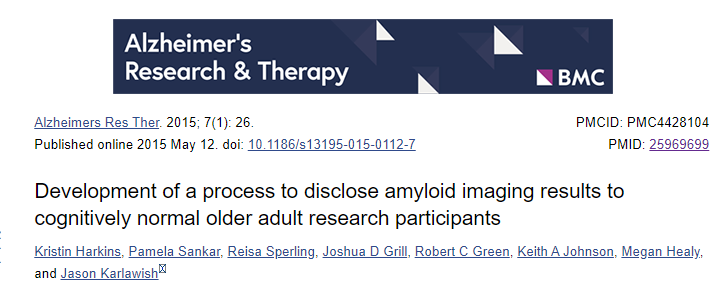 Alzheimer's
Research & Therapy
BMC
Alzheimers Res Ther. 2015; 7(1): 26.
PMCID: PMC4428104
Published online 2015 May 12. doi: 10.1186/s13195-015-0112-7
PMID: 25969699
Development of a process to disclose amyloid imaging results to
cognitively normal older adult research participants
Kristin Harkins, Pamela Sankar, Reisa Sperling, Joshua D Grill, Robert C Green, Keith A Johnson, Megan Healy,
and Jason Karlawish